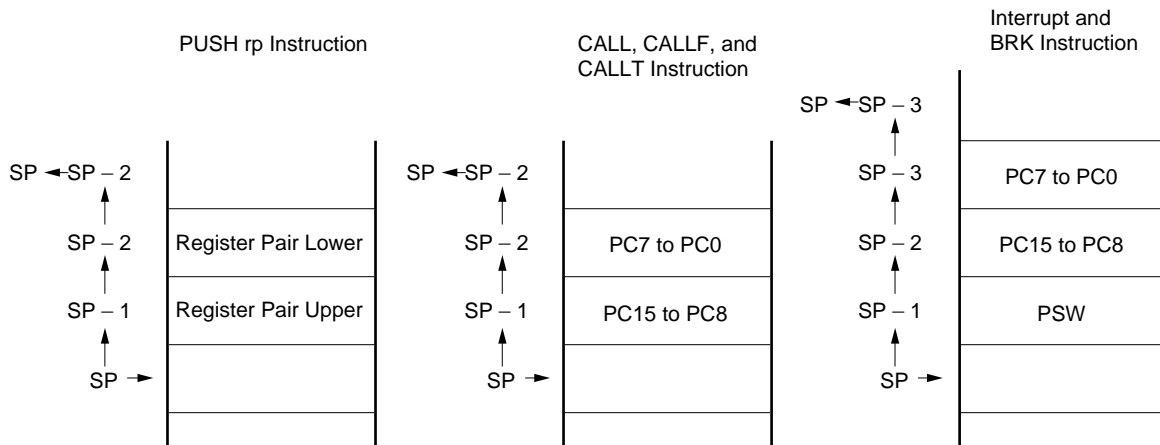 PUSH rp Instruction
SP ← SP – 2
SP – 2
Register Pair Lower
SP – 1
Register Pair Upper
SP
CALL, CALLF, and
CALLT Instruction
SP ← SP – 2
SP – 2
PC7 to PC0
SP – 1
PC15 to PC8
SP
Interrupt and
BRK Instruction
SP ← SP – 3
SP – 3
PC7 to PC0
SP – 2
PC15 to PC8
SP – 1
PSW
SP